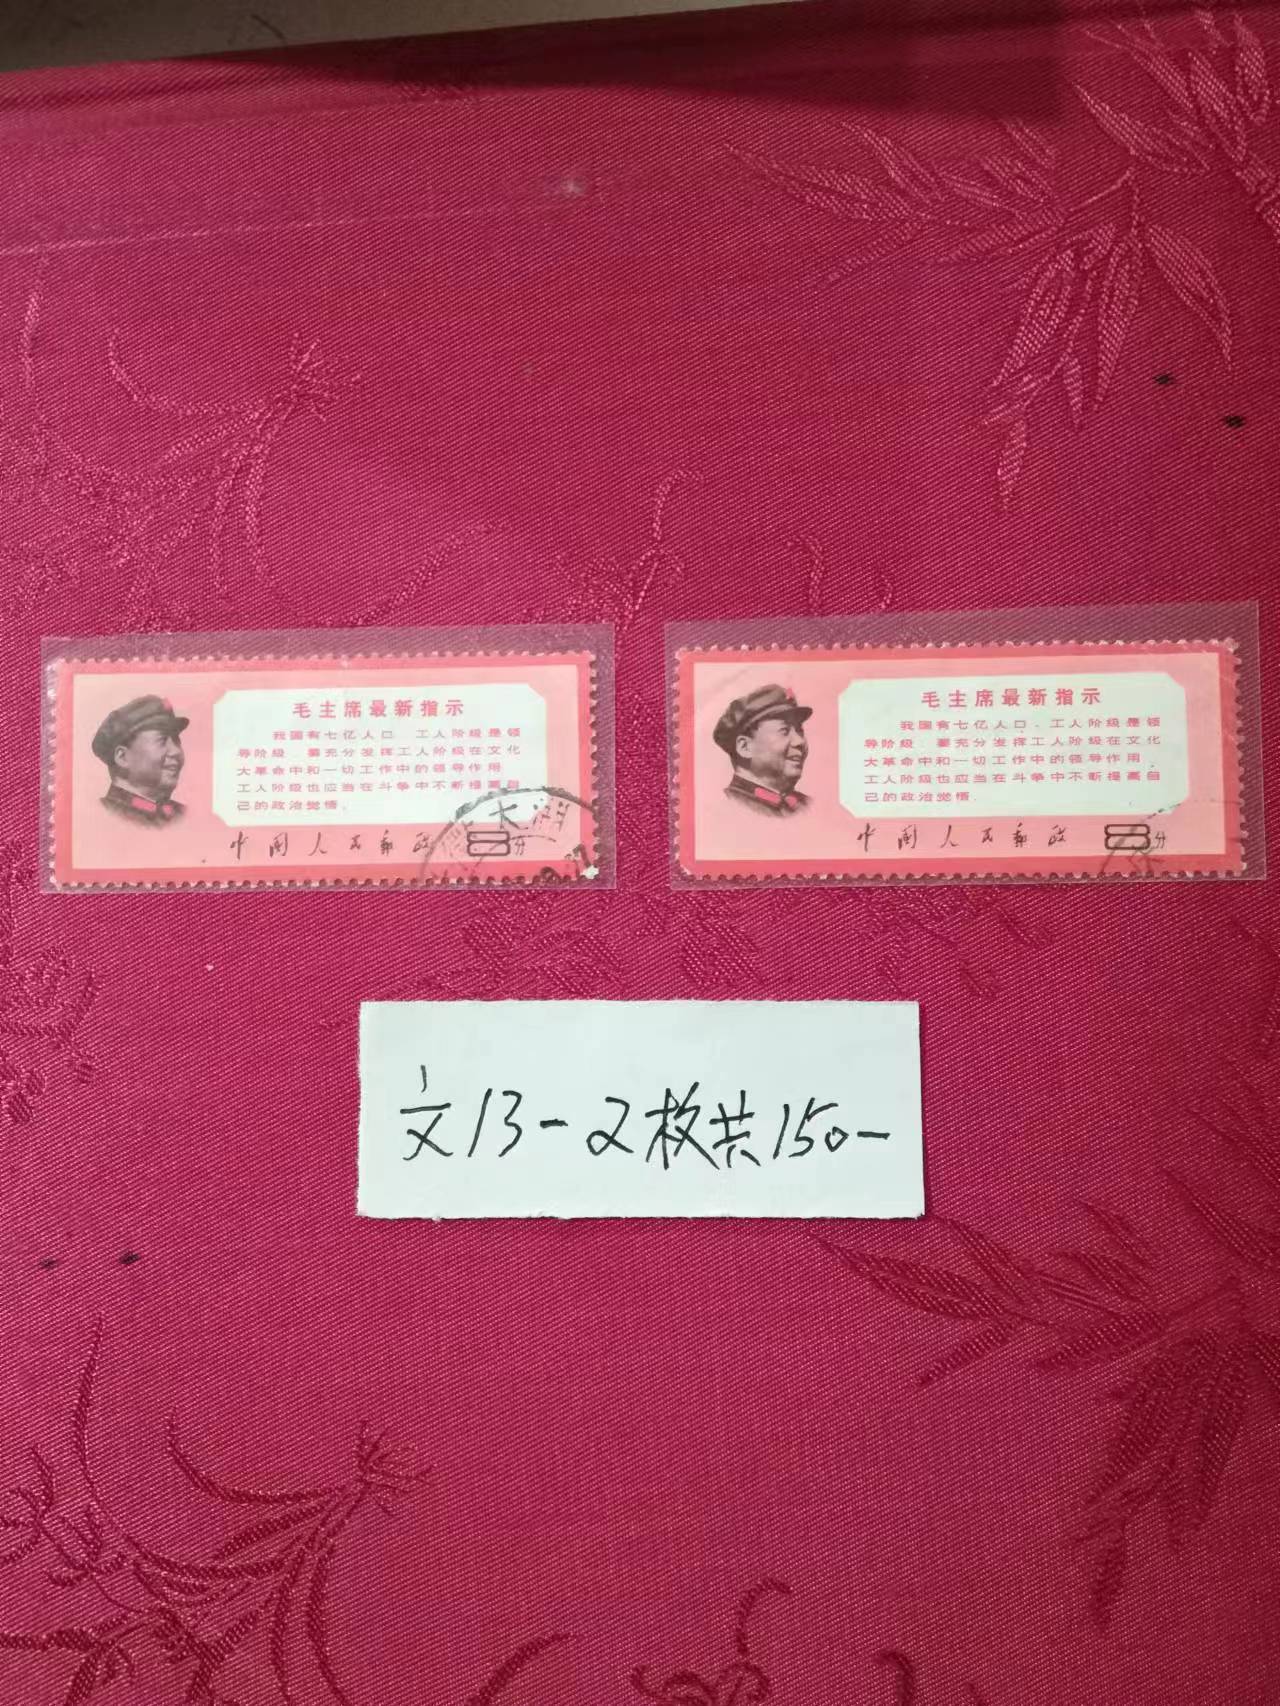 毛主席最新指示
我国有七亿人口，工人阶级是领
导阶级。要充分发挥工人阶级在文化
大革命中和一切工作中的领导作用。
工人阶级也应当在斗争中不断提高自
己的政治觉悟。
中国人民邮政 8分
毛主席最新指示
我国有七亿人口，工人阶级是领
导阶级。要充分发挥工人阶级在文化
大革命中和一切工作中的领导作用。
工人阶级也应当在斗争中不断提高自
己的政治觉悟。
中国人民邮政 8分
文13-2枚共150-